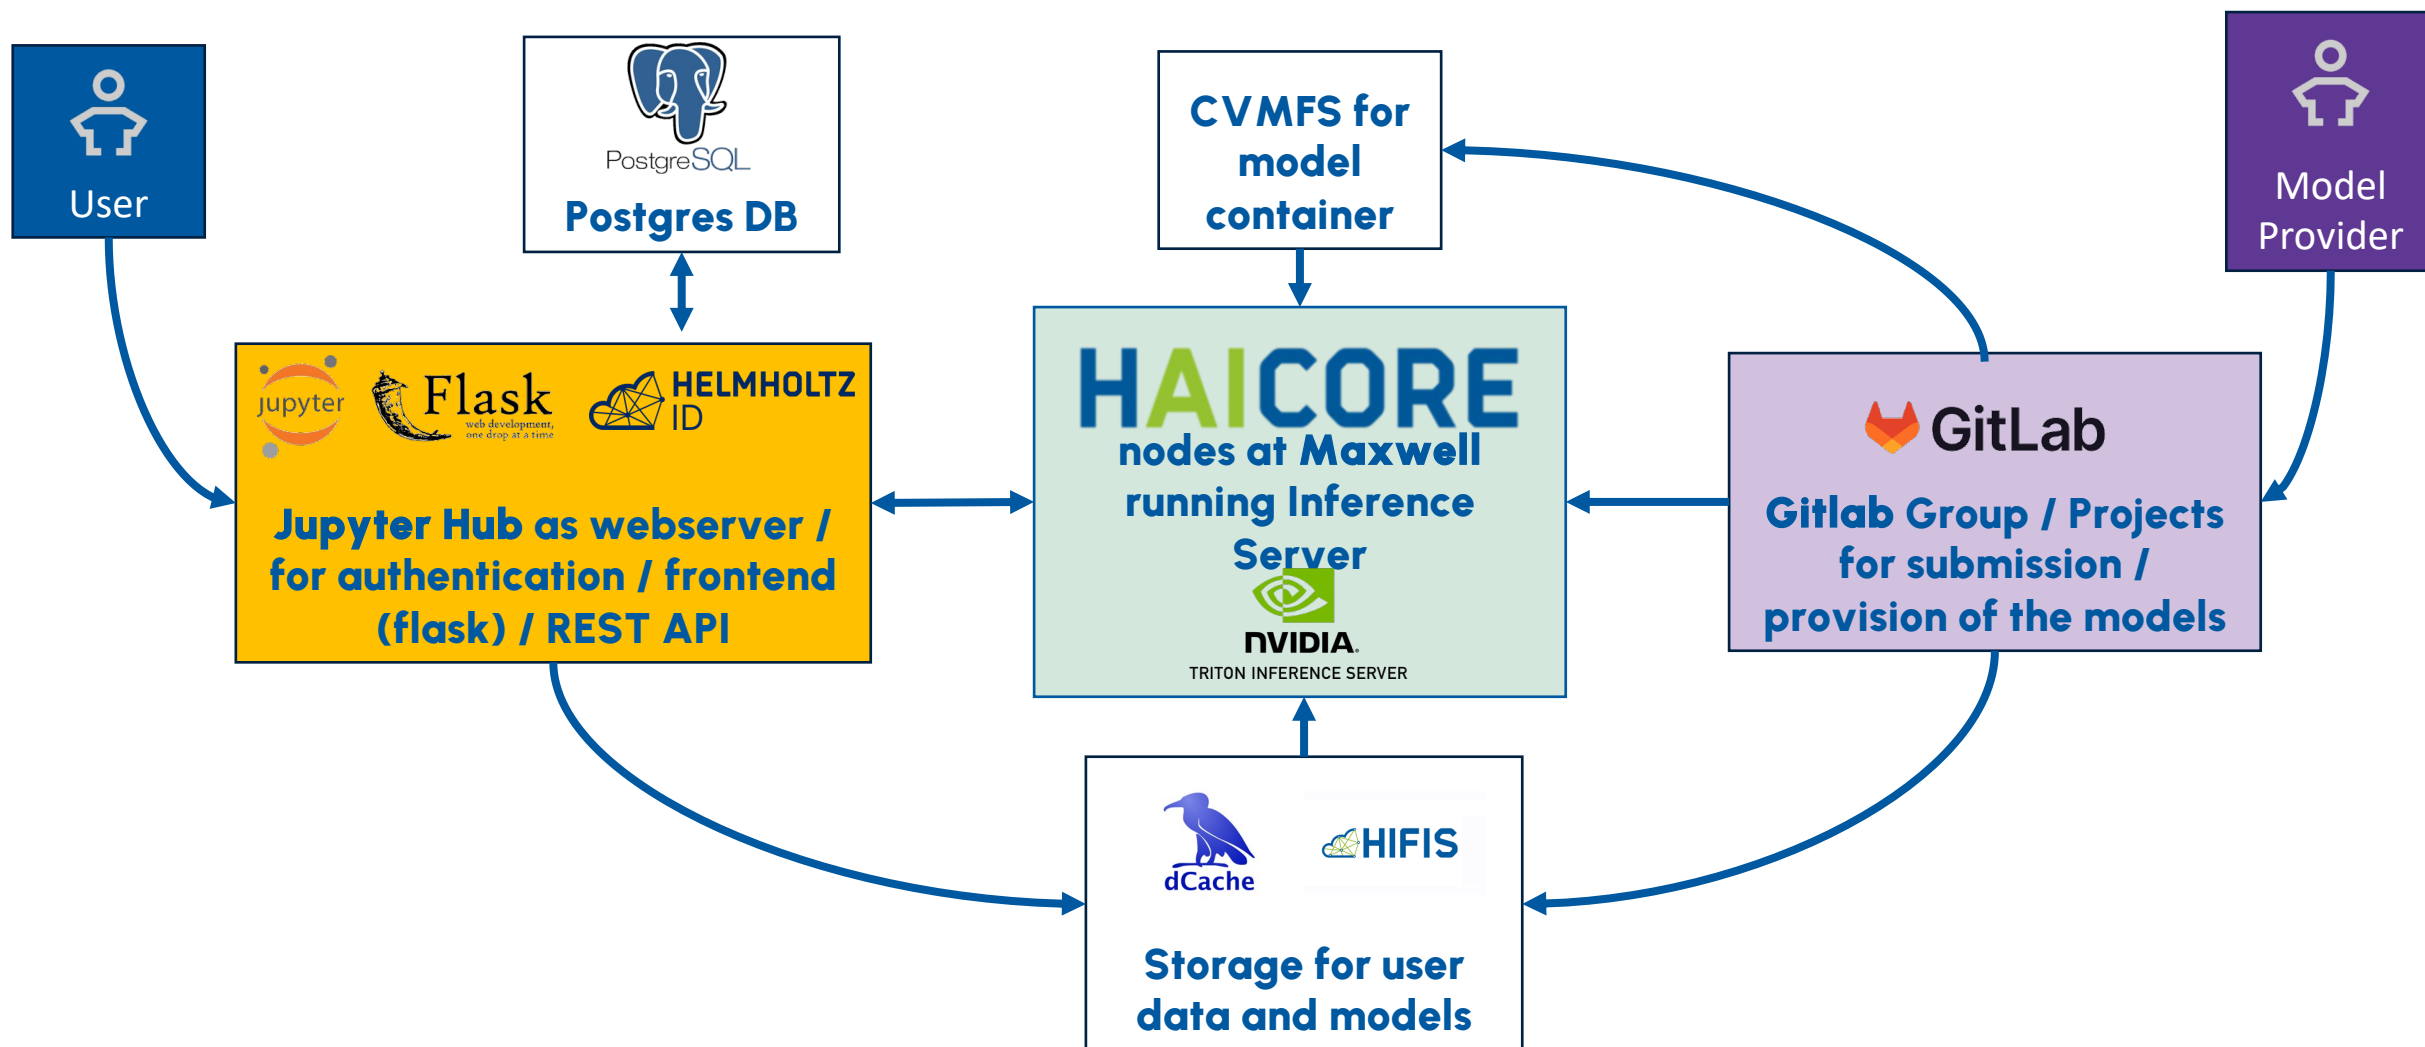 User
PostgreSQL
Postgres DB
CVMFS for
model
container
Model
Provider
jupyter
Flask
web development,
one drop at a time
HELMHOLTZ
ID
Jupyter Hub as webserver /
for authentication / frontend
(flask) / REST API
HAICORE
nodes at Maxwell
running Inference
Server
NVIDIA.
TRITON INFERENCE SERVER
GitLab
Gitlab Group / Projects
for submission /
provision of the models
dCache
HIFIS
Storage for user
data and models